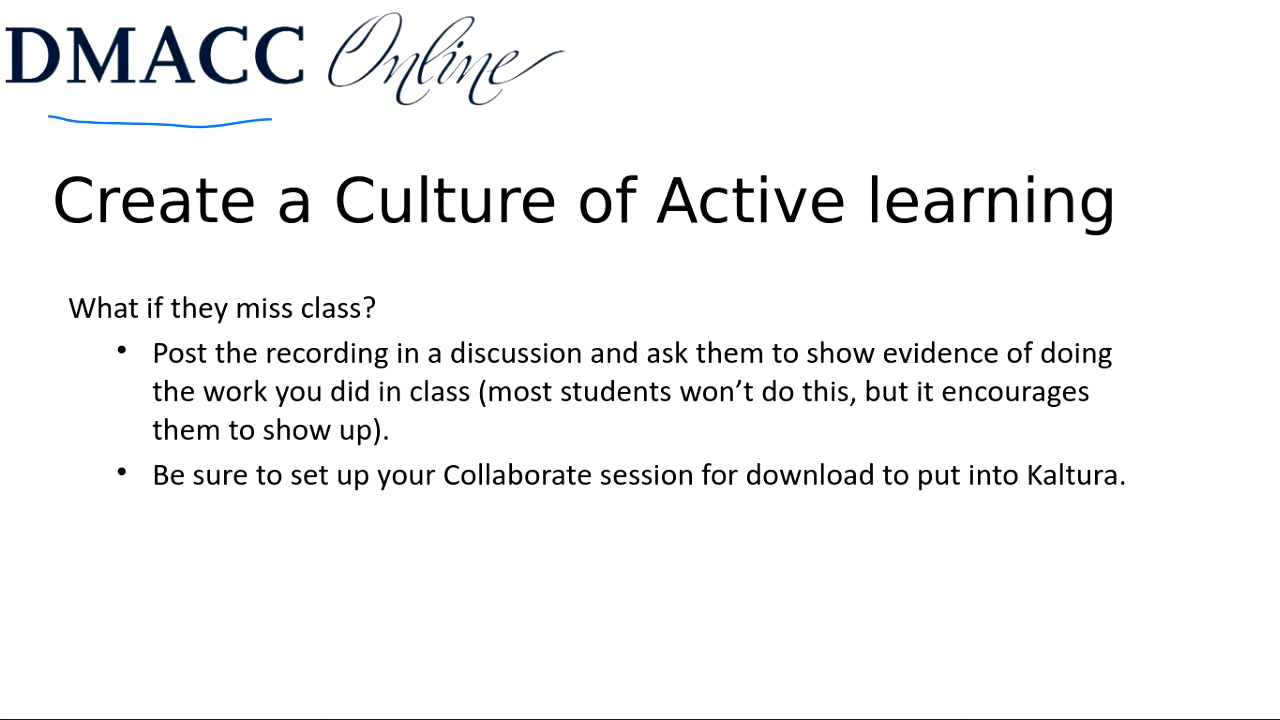 DMACC Online
Create a Culture of Active learning
What if they miss class?
• Post the recording in a discussion and ask them to show evidence of doing
the work you did in class (most students won’t do this, but it encourages
them to show up).
• Be sure to set up your Collaborate session for download to put into Kaltura.